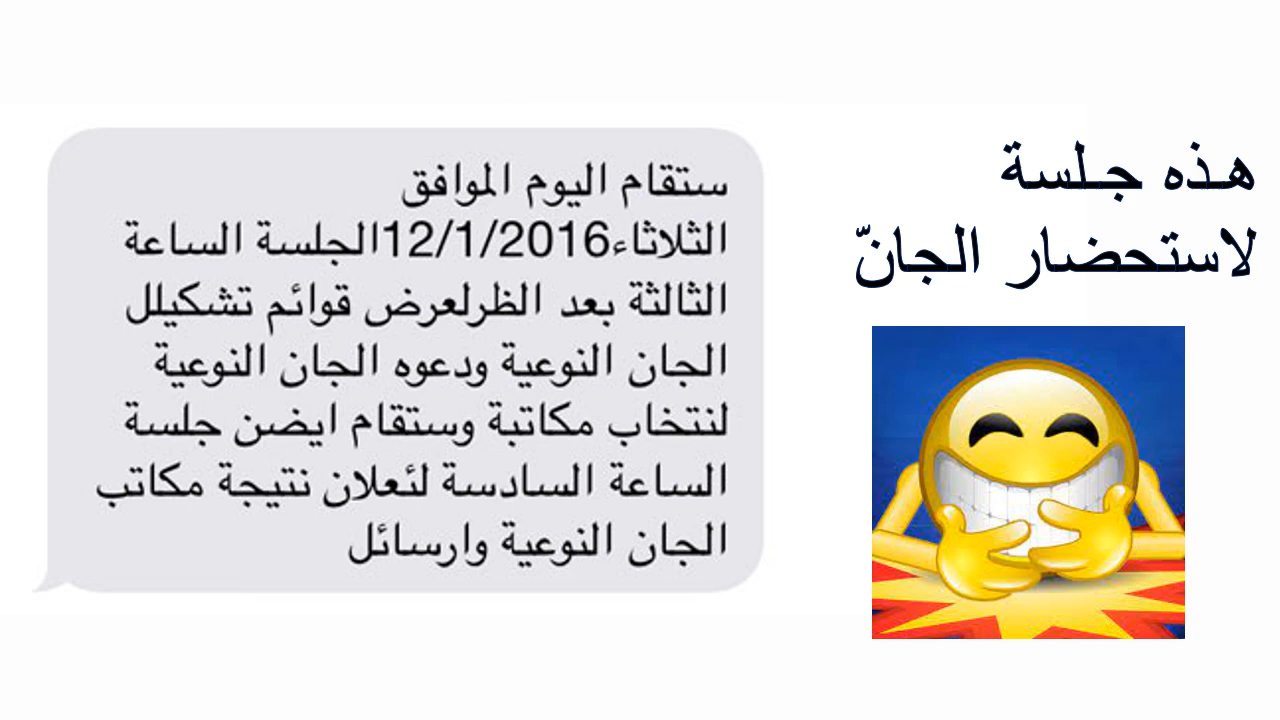 هذه جلسة
لاستحضار الجانّ
ستقام اليوم الموافق
الثلاثاء12/1/2016الجلسة الساعة
الثالثة بعد الظرلعرض قوائم تشكيلل
الجان النوعية ودعوه الجان النوعية
لنتخاب مكاتبة وستقام ايضن جلسة
الساعة السادسة لئعلان نتيجة مكاتب
الجان النوعية وارسائل